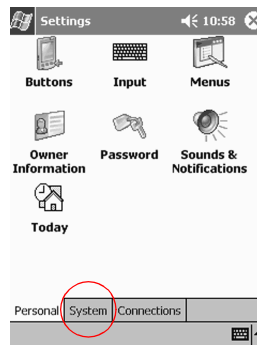 Settings 10:58
Buttons Input Menus
Owner Information Password Sounds & Notifications
Today
Personal System Connections